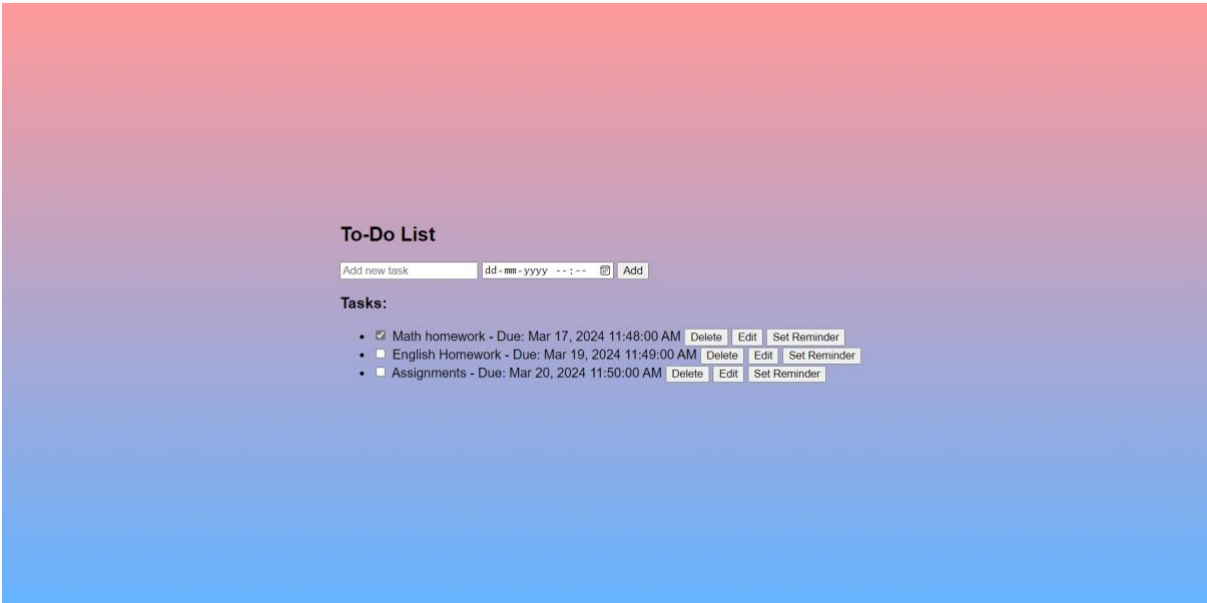 To-Do List
Add new task dd-mm-yyyy --:-- Add
Tasks:
Math homework - Due: Mar 17, 2024 11:48:00 AM Delete Edit Set Reminder
English Homework - Due: Mar 19, 2024 11:49:00 AM Delete Edit Set Reminder
Assignments - Due: Mar 20, 2024 11:50:00 AM Delete Edit Set Reminder